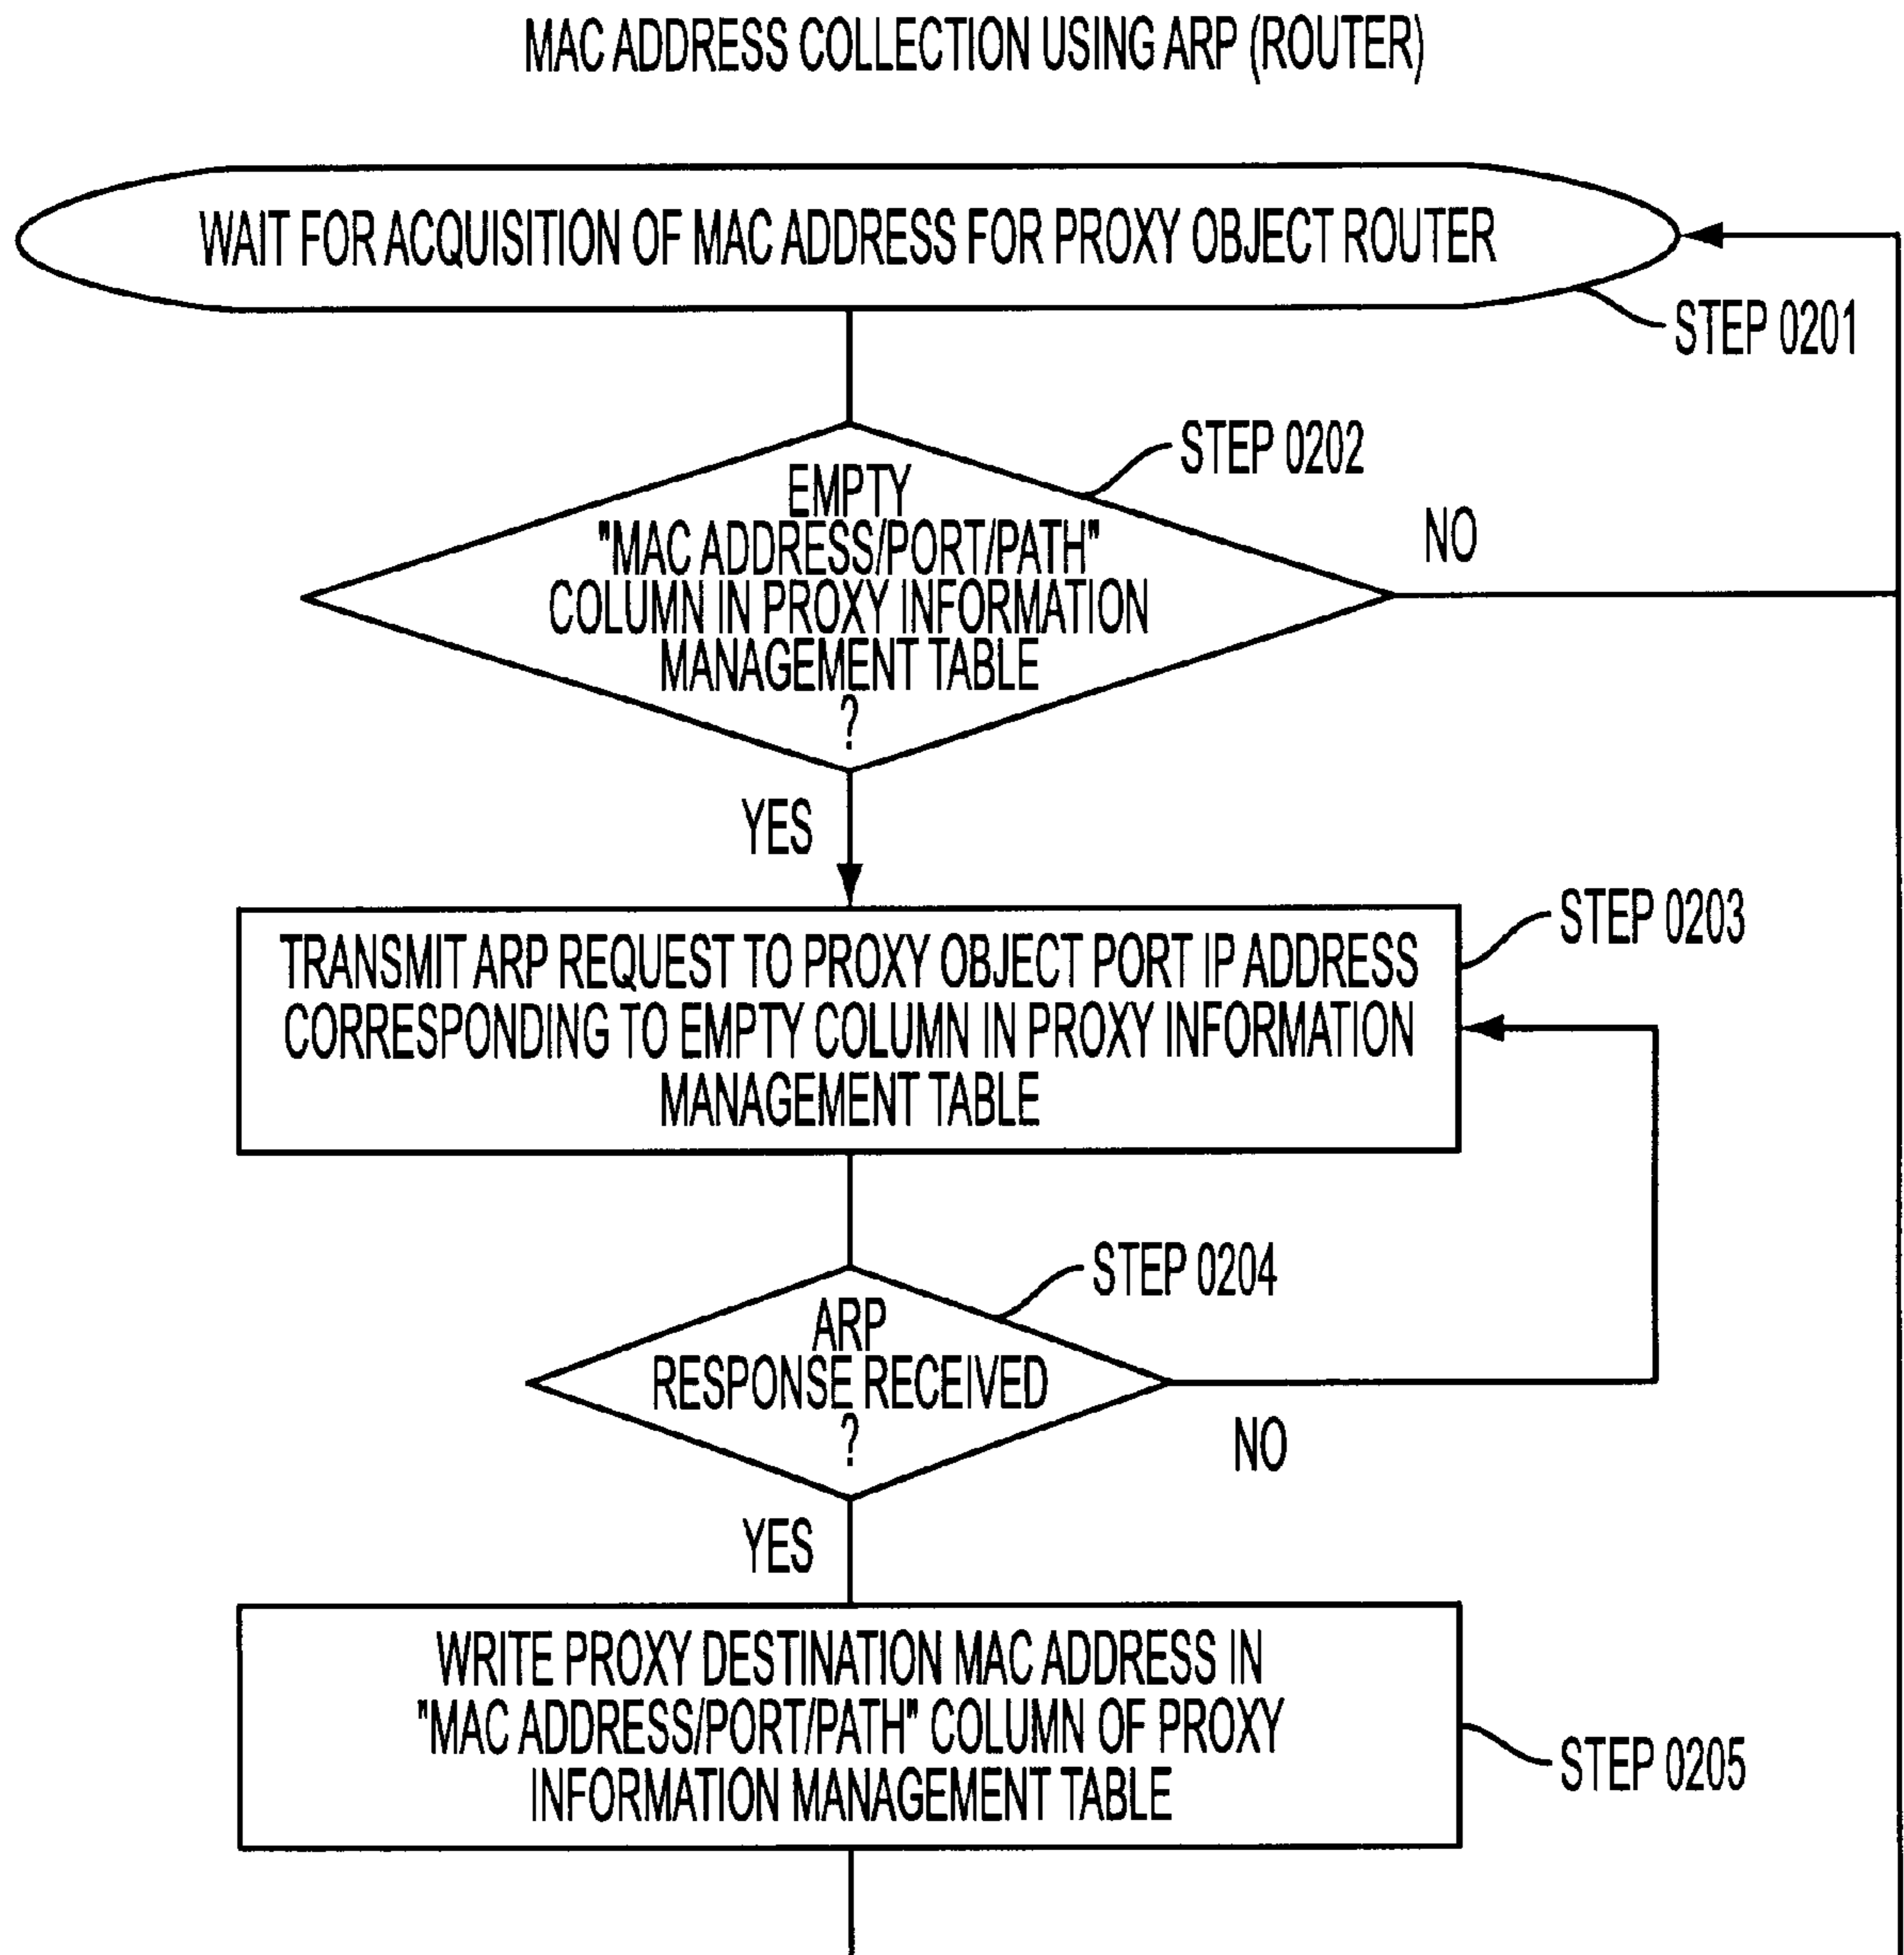 MAC ADDRESS COLLECTION USING ARP (ROUTER)
WAIT FOR ACQUISITION OF MAC ADDRESS FOR PROXY OBJECT ROUTER
STEP 0201
STEP 0202
EMPTY
"MAC ADDRESS/PORT/PATH"
COLUMN IN PROXY INFORMATION
MANAGEMENT TABLE
?
NO
YES
STEP 0203
TRANSMIT ARP REQUEST TO PROXY OBJECT PORT IP ADDRESS
CORRESPONDING TO EMPTY COLUMN IN PROXY INFORMATION
MANAGEMENT TABLE
STEP 0204
ARP
RESPONSE RECEIVED
?
NO
YES
WRITE PROXY DESTINATION MAC ADDRESS IN
"MAC ADDRESS/PORT/PATH" COLUMN OF PROXY
INFORMATION MANAGEMENT TABLE
STEP 0205